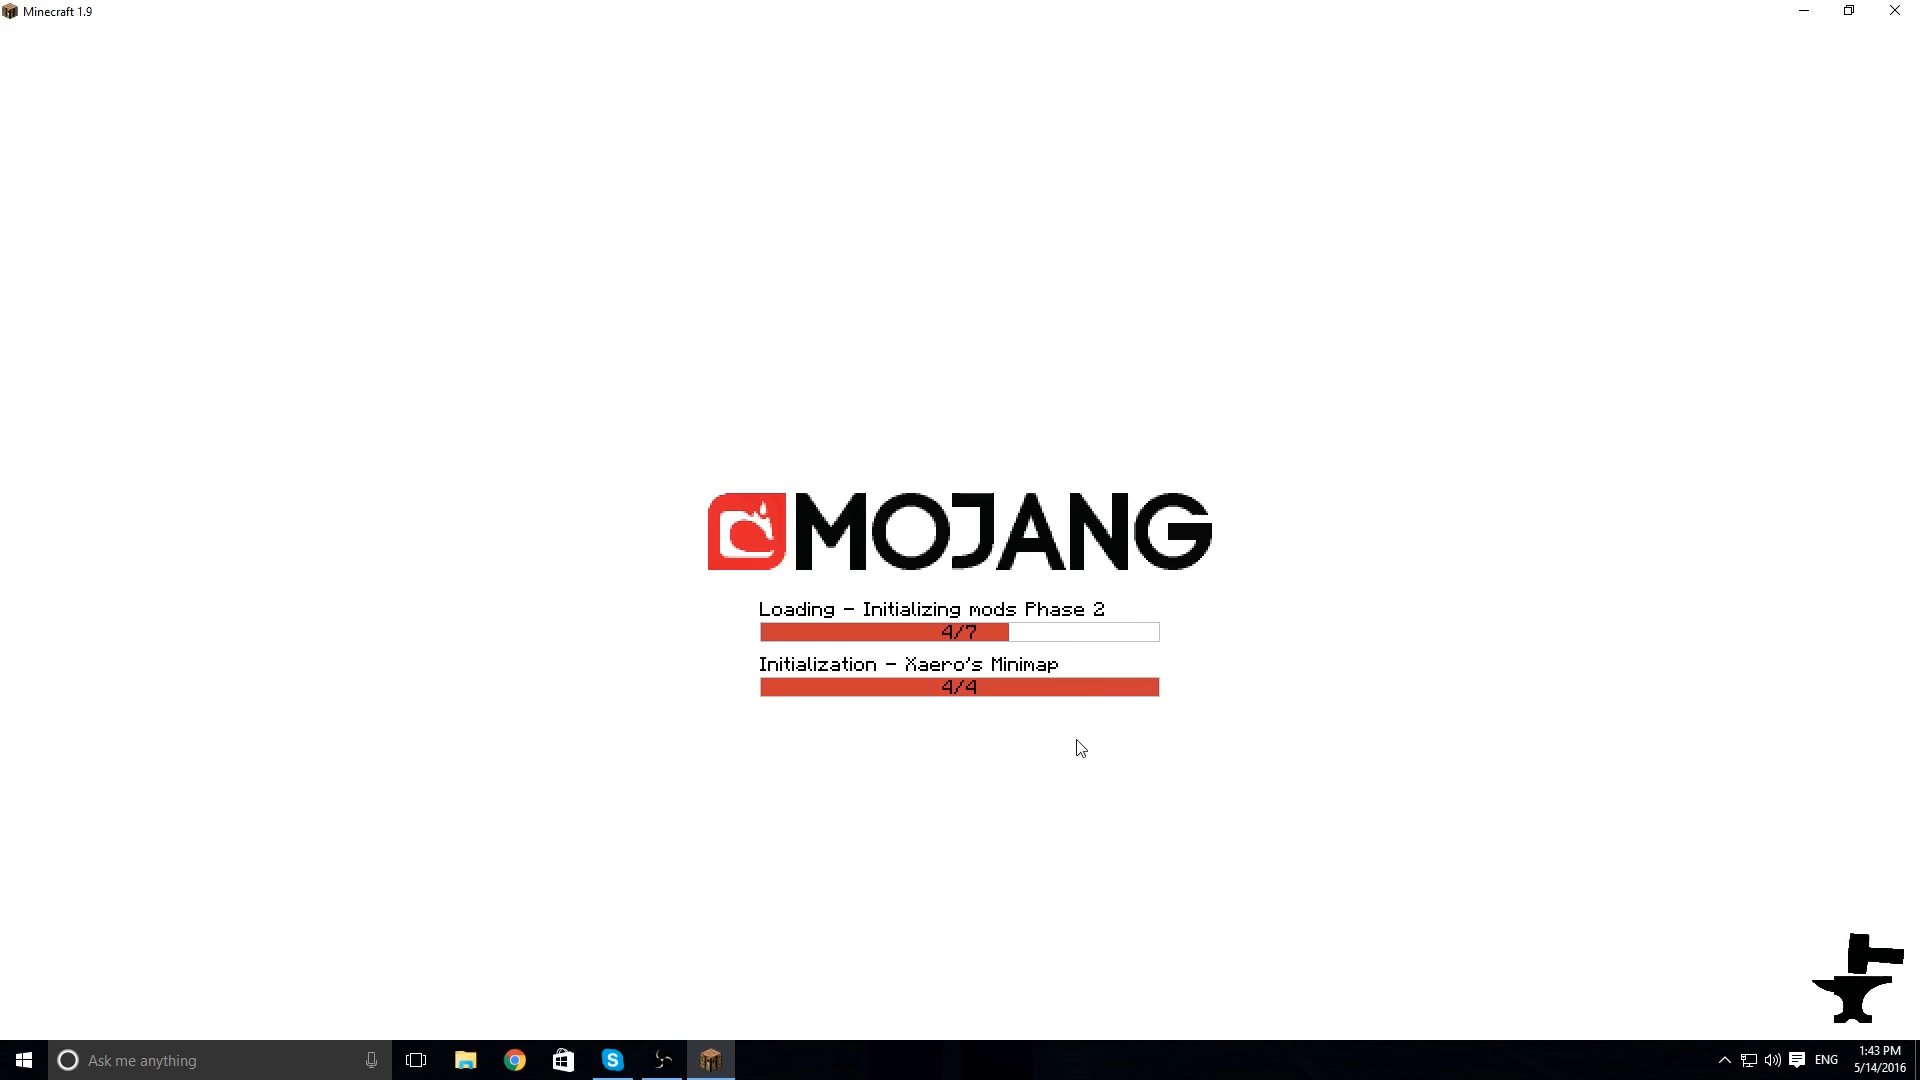 Minecraft 1.9
MOJANG
Loading - Initializing mods Phase 2
4/7
Initialization - Xaero's Minimap
4/4
Ask me anything
ENG
1:43 PM
5/14/2016